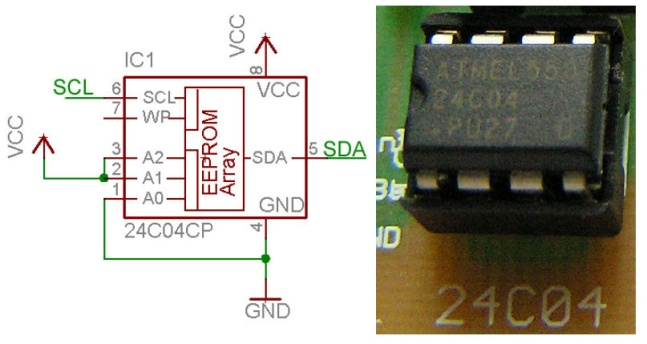 IC1
VCC
8
VCC
SCL
6
SCL
7
WP
VCC
3
A2
2
A1
1
A0
EEPROM
Array
SDA
5
SDA
GND
4
24C04CP
GND
ATMEL
24C04
PU27
ND
24C04